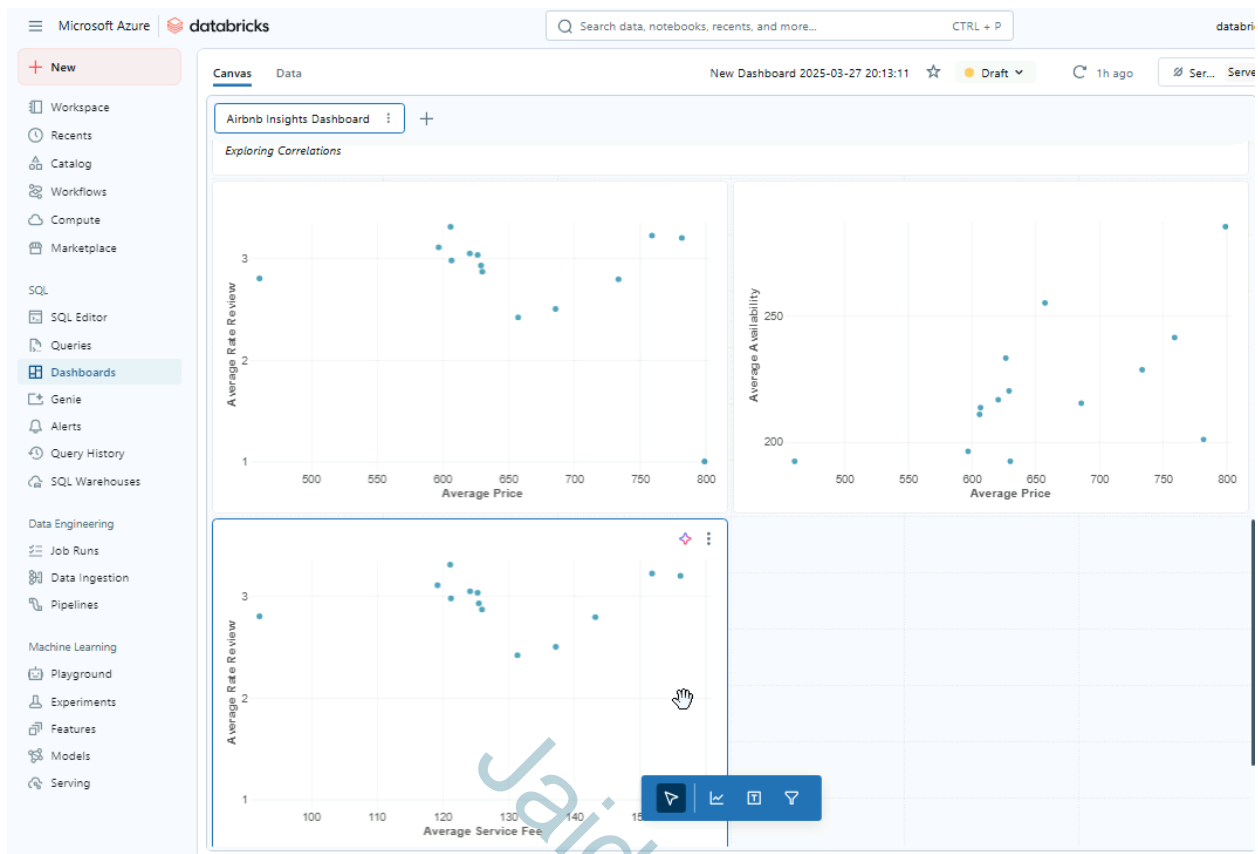 Microsoft Azure databricks
Search data, notebooks, recents, and more... CTRL + P
databri
New
Workspace
Recents
Catalog
Workflows
Compute
Marketplace
SQL
SQL Editor
Queries
Dashboards
Genie
Alerts
Query History
SQL Warehouses
Data Engineering
Job Runs
Data Ingestion
Pipelines
Machine Learning
Playground
Experiments
Features
Models
Serving
Canvas Data
New Dashboard 2025-03-27 20:13:11 Draft 1h ago Ser... Serve
Airbnb Insights Dashboard
Exploring Correlations
Average Rate Review
3
2
1
500 550 600 650 700 750 800
Average Price
Average Availability
250
200
500 550 600 650 700 750 800
Average Price
Average Rate Review
3
2
1
100 110 120 130 140 15
Average Service Fee